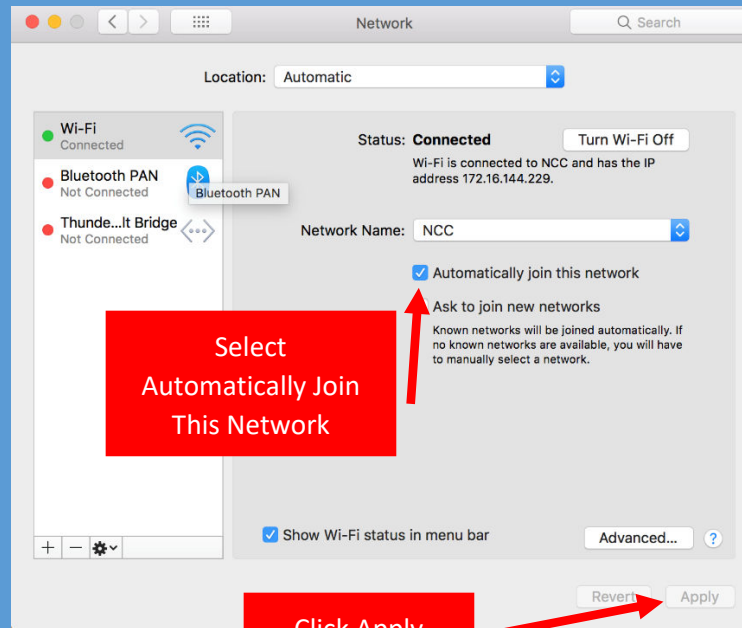 Network
Search
Location: Automatic
Wi-Fi
Connected
Bluetooth PAN
Not Connected
Bluetooth PAN
Thunde...lt Bridge
Not Connected
Status: Connected
Turn Wi-Fi Off
Wi-Fi is connected to NCC and has the IP
address 172.16.144.229.
Network Name: NCC
Automatically join this network
Ask to join new networks
Known networks will be joined automatically. If
no known networks are available, you will have
to manually select a network.
Select
Automatically Join
This Network
Show Wi-Fi status in menu bar
Advanced...
?
Revert
Apply
Click Apply